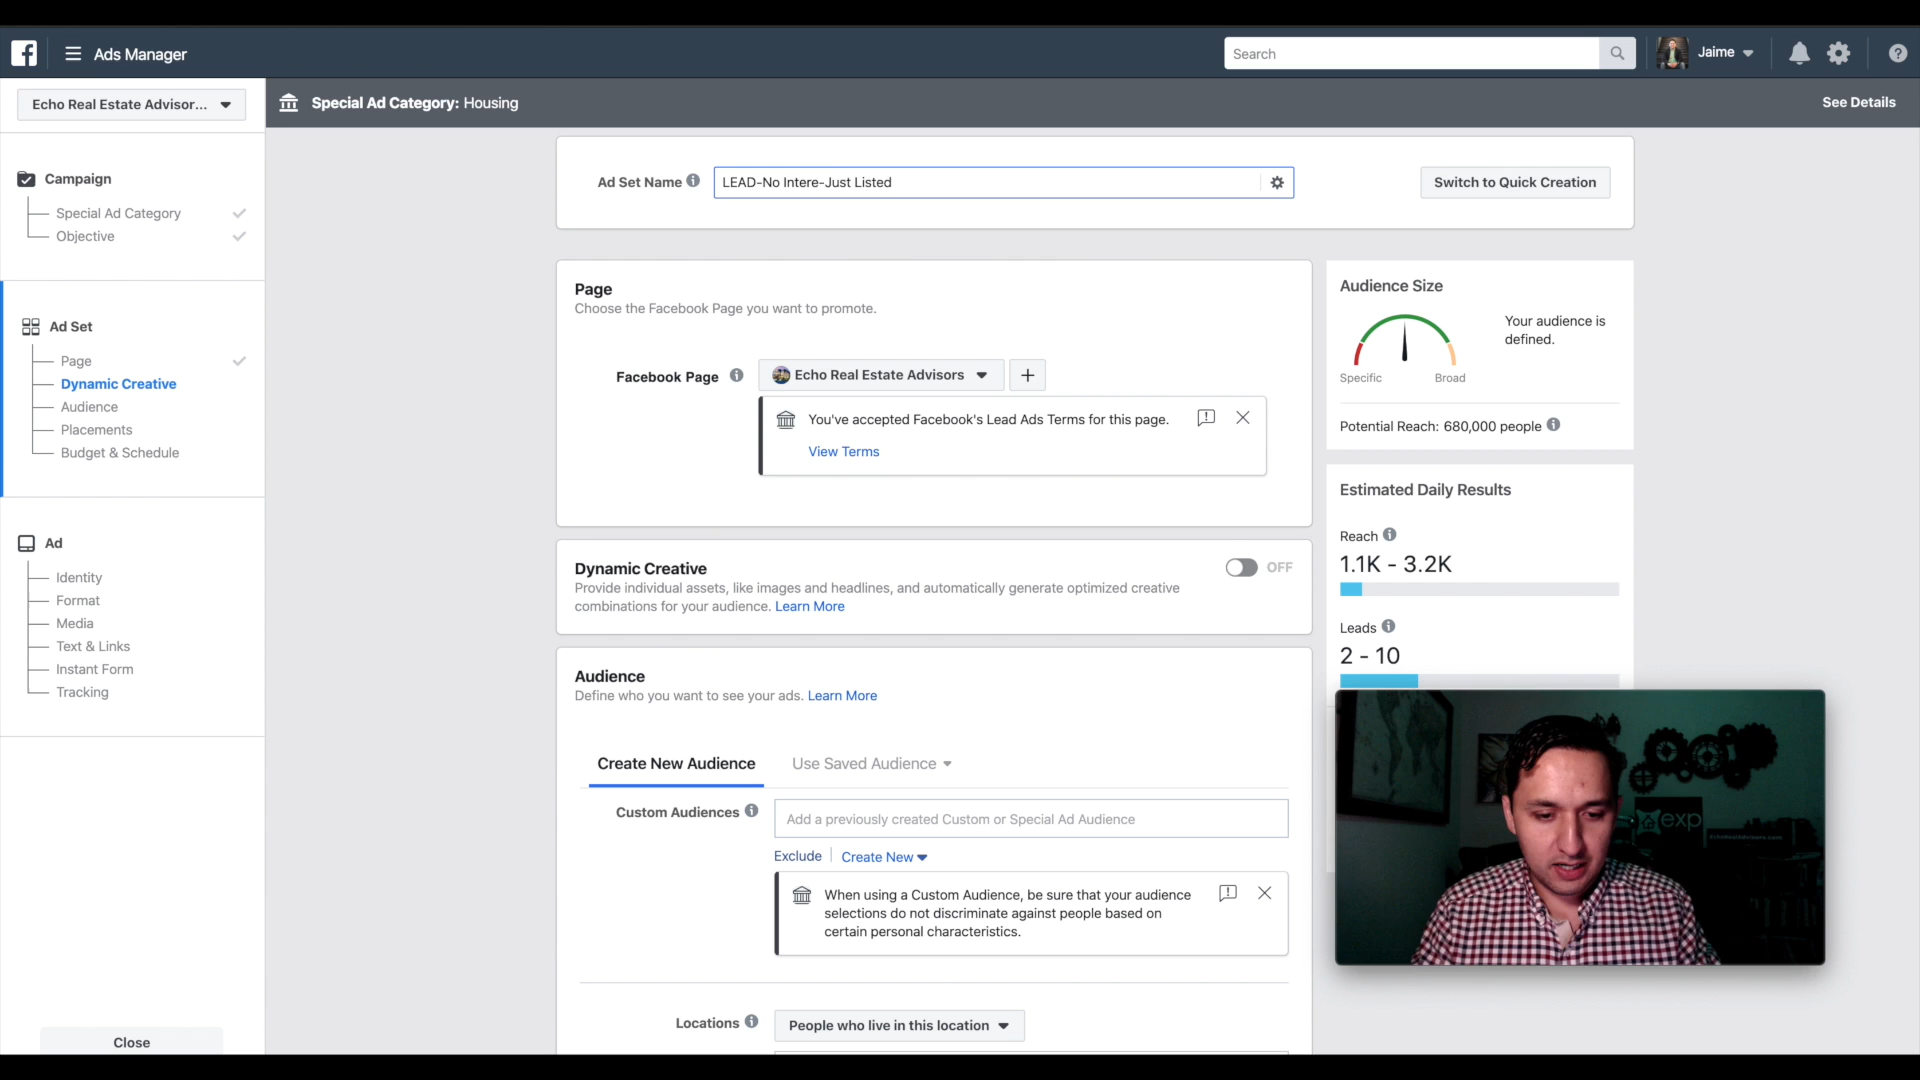 Ads Manager
Search
Jaime
Echo Real Estate Advisor...
Special Ad Category: Housing
See Details
Campaign
Special Ad Category
Objective
Ad Set
Page
Dynamic Creative
Audience
Placements
Budget & Schedule
Ad
Identity
Format
Media
Text & Links
Instant Form
Tracking
Close
Ad Set Name
LEAD-No Intere-Just Listed
Switch to Quick Creation
Page
Choose the Facebook Page you want to promote.
Facebook Page
Echo Real Estate Advisors
You've accepted Facebook's Lead Ads Terms for this page.
View Terms
Dynamic Creative
OFF
Provide individual assets, like images and headlines, and automatically generate optimized creative
combinations for your audience. Learn More
Audience
Define who you want to see your ads. Learn More
Create New Audience
Use Saved Audience
Custom Audiences
Add a previously created Custom or Special Ad Audience
Exclude
Create New
When using a Custom Audience, be sure that your audience
selections do not discriminate against people based on
certain personal characteristics.
Locations
People who live in this location
Audience Size
Your audience is
defined.
Specific
Broad
Potential Reach: 680,000 people
Estimated Daily Results
Reach
1.1K - 3.2K
Leads
2 - 10
exp